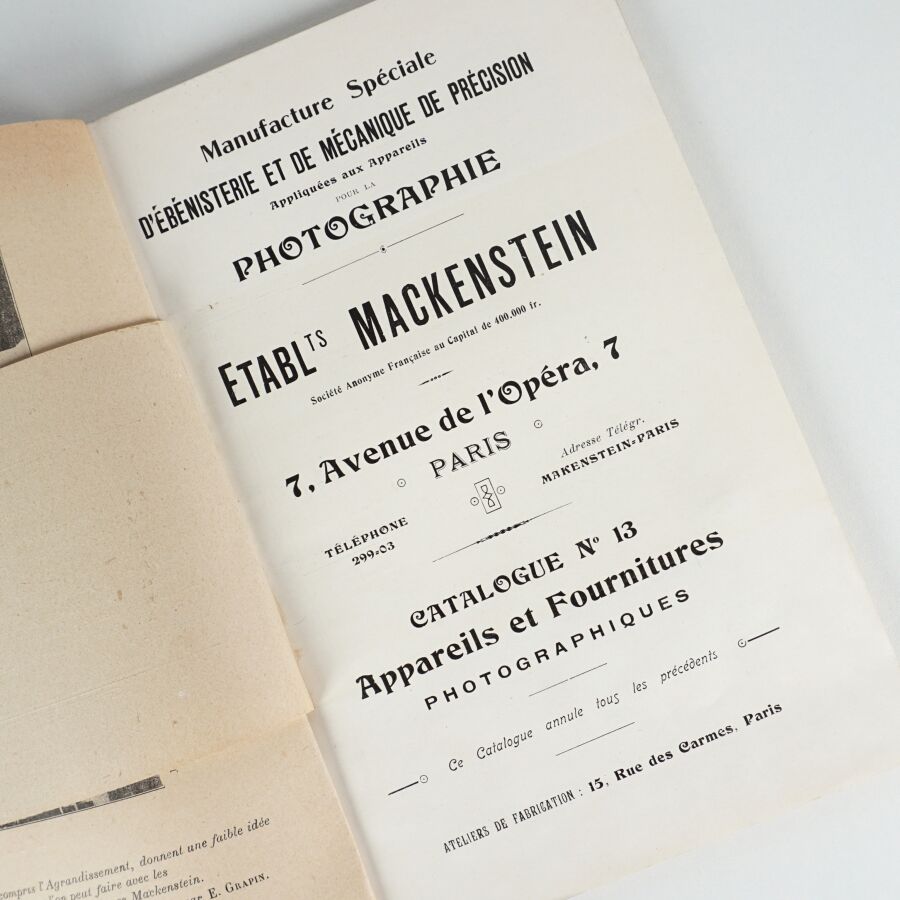 Manufacture Spéciale
D'ÉBÉNISTERIE ET DE MÉCANIQUE DE PRÉCISION
Appliquées aux Appareils
POUR LA
PHOTOGRAPHIE
ETABLTS MACKENSTEIN
Société Anonyme Française au Capital de 400.000 fr.
7, Avenue de l'Opéra, 7
PARIS
TÉLÉPHONE
299=03
Adresse Télégr.
MAKENSTEIN=PARIS
CATALOGUE No 13
Appareils et Fournitures
PHOTOGRAPHIQUES
Ce Catalogue annule tous les précédents
ATELIERS DE FABRICATION : 15, Rue des Carmes, Paris
compris l'Agrandissement, donnent une faible idée
l'on peut faire avec les
Mackenstein.
par E. GRAPIN.